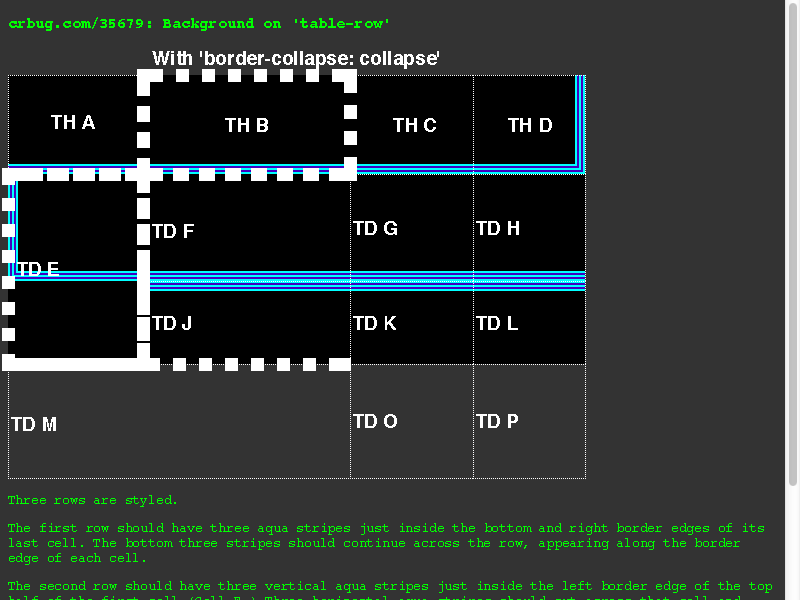 crbug.com/35679: Background on 'table-row'
With 'border-collapse: collapse'
TH A
TH B
TH C
TH D
TD E
TD F
TD G
TD H
TD J
TD K
TD L
TD M
TD O
TD P
Three rows are styled.
The first row should have three aqua stripes just inside the bottom and right border edges of its
last cell. The bottom three stripes should continue across the row, appearing along the border
edge of each cell.
The second row should have three vertical aqua stripes just inside the left border edge of the top